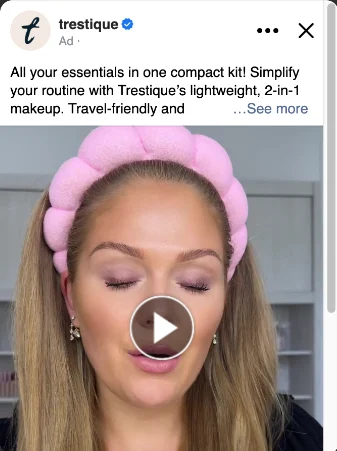 trestique
Ad ·
All your essentials in one compact kit! Simplify
your routine with Trestique's lightweight, 2-in-1
makeup. Travel-friendly and ...See more